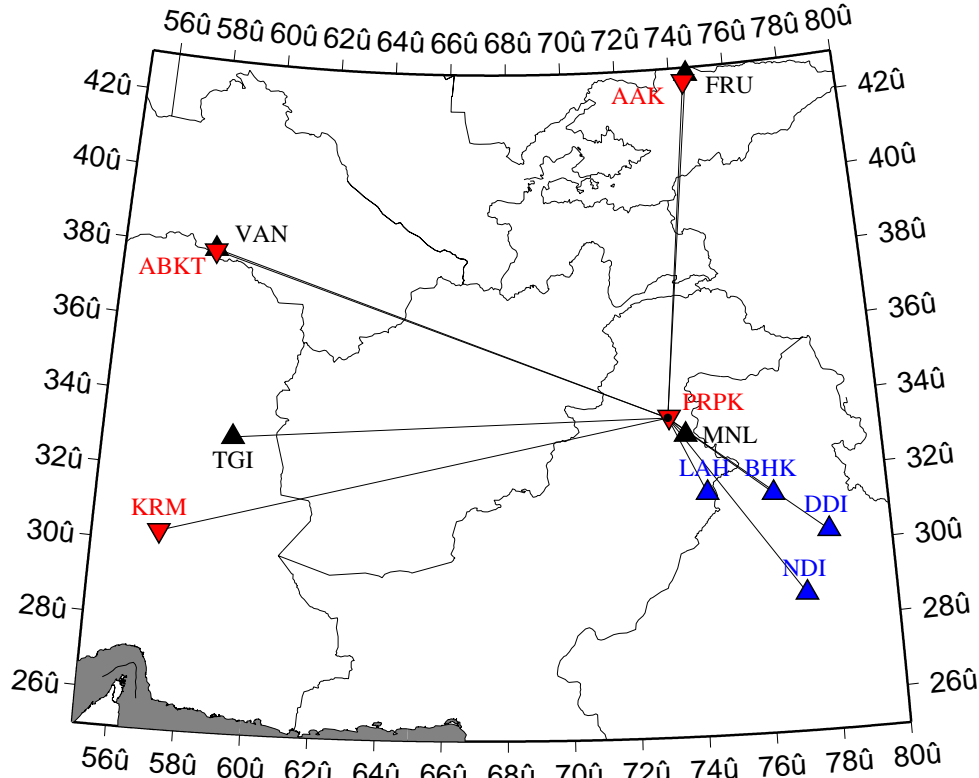 56û 58û 60û 62û 64û 66û 68û 70û 72û 74û 76û 78û 80û
42û 42û
AAK FRU
40û 40û
38û 38û
VAN
ABKT
36û 36û
34û 34û
PRPK
MNL
32û 32û
TGI
LAH BHK
KRM
DDI
30û 30û
NDI
28û 28û
26û 26û
56û 58û 60û 62û 64û 66û 68û 70û 72û 74û 76û 78û 80û